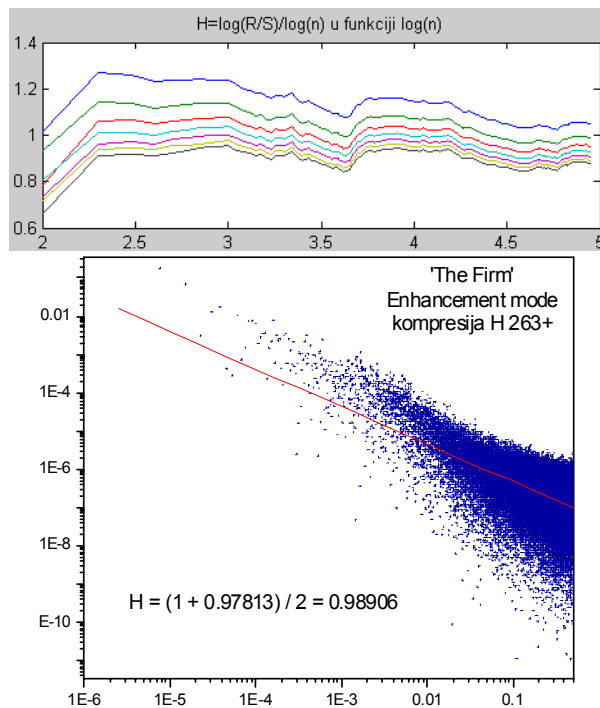 H=log(R/S)/log(n) u funkciji log(n)
1.4
1.2
1
0.8
0.6
2 2.5 3 3.5 4 4.5 5
'The Firm'
Enhancement mode
kompresija H 263+
0.01
1E-4
1E-6
1E-8
E-10
H = (1 + 0.97813) / 2 = 0.98906
1E-6 1E-5 1E-4 1E-3 0.01 0.1